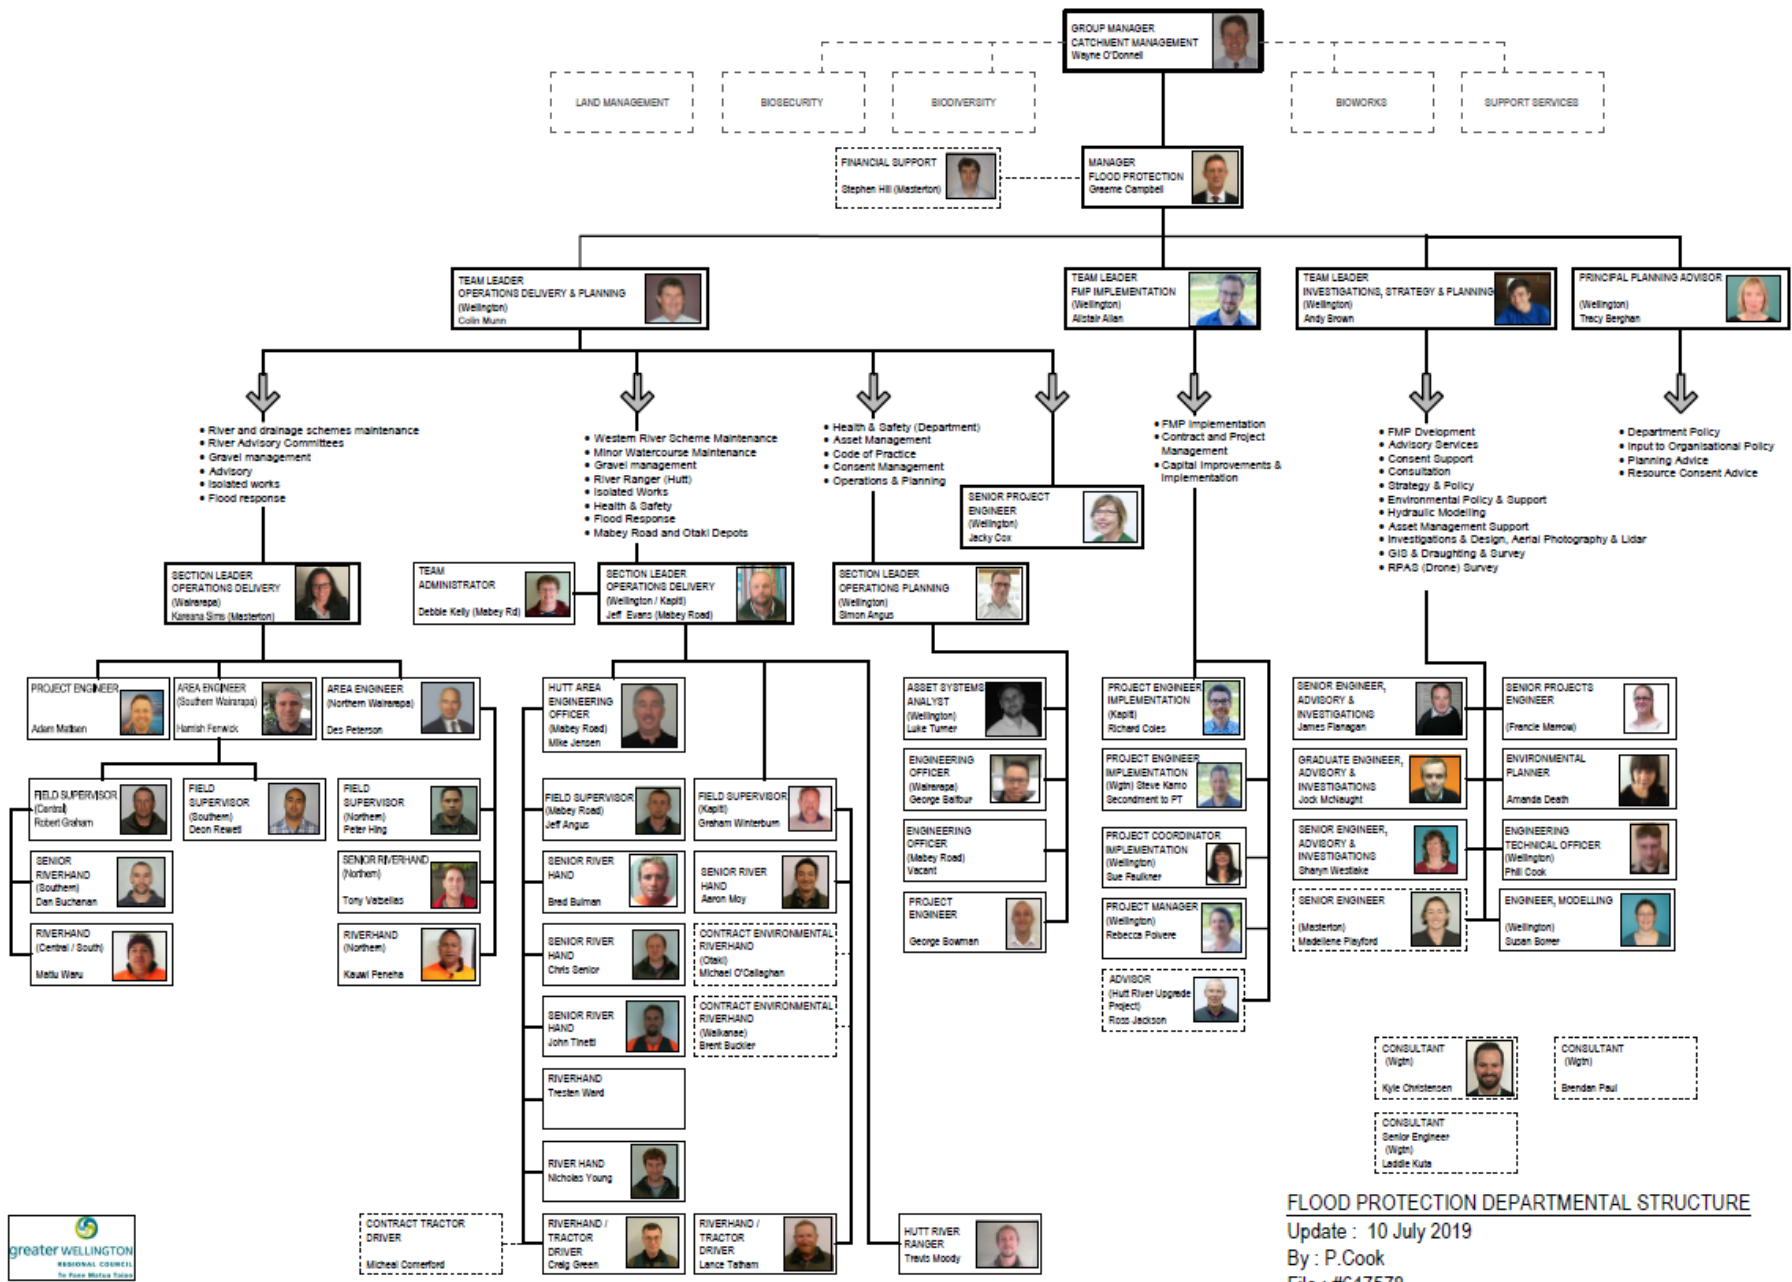 GROUP MANAGER
CATCHMENT MANAGEMENT
Wayne O'Donnell
LAND MANAGEMENT
BIOSECURITY
BIODIVERSITY
BIOWORKS
SUPPORT SERVICES
FINANCIAL SUPPORT
Stephen Hill (Masterton)
MANAGER
FLOOD PROTECTION
Graeme Campbell
TEAM LEADER
OPERATIONS DELIVERY & PLANNING
(Wellington)
Colin Munn
TEAM LEADER
FMP IMPLEMENTATION
(Wellington)
Alistair Allan
TEAM LEADER
INVESTIGATIONS, STRATEGY & PLANNING
(Wellington)
Andy Brown
PRINCIPAL PLANNING ADVISOR
(Wellington)
Tracy Berghan
• River and drainage schemes maintenance
• River Advisory Committees
• Gravel management
• Advisory
• Isolated works
• Flood response
• Western River Scheme Maintenance
• Minor Watercourse Maintenance
• Gravel management
• River Ranger (Hutt)
• Isolated Works
• Health & Safety
• Flood Response
• Mabey Road and Otaki Depots
• Health & Safety (Department)
• Asset Management
• Code of Practice
• Consent Management
• Operations & Planning
SENIOR PROJECT
ENGINEER
(Wellington)
Jacky Cox
• FMP Implementation
• Contract and Project
Management
• Capital Improvements &
Implementation
• FMP Dvelopment
• Advisory Services
• Consent Support
• Consultation
• Strategy & Policy
• Environmental Policy & Support
• Hydraulic Modelling
• Asset Management Support
• Investigations & Design, Aerial Photography & Lidar
• GIS & Draughting & Survey
• RPAS (Drone) Survey
• Department Policy
• Input to Organisational Policy
• Planning Advice
• Resource Consent Advice
SECTION LEADER
OPERATIONS DELIVERY
(Wairarapa)
Kareana Sims (Masterton)
TEAM
ADMINISTRATOR
Debbie Kelly (Mabey Rd)
SECTION LEADER
OPERATIONS DELIVERY
(Wellington / Kapiti)
Jeff Evans (Mabey Road)
SECTION LEADER
OPERATIONS PLANNING
(Wellington)
Simon Angus
PROJECT ENGINEER
Adam Mattsen
AREA ENGINEER
(Southern Wairarapa)
Hamish Fenwick
AREA ENGINEER
(Northern Wairarapa)
Des Peterson
FIELD SUPERVISOR
(Central)
Robert Graham
FIELD
SUPERVISOR
(Southern)
Deon Reweti
FIELD
SUPERVISOR
(Northern)
Peter Hing
SENIOR
RIVERHAND
(Southern)
Dan Buchanan
SENIOR RIVERHAND
(Northern)
Tony Vatsellas
RIVERHAND
(Central / South)
Matiu Waru
RIVERHAND
(Northern)
Kauwi Peneha
HUTT AREA
ENGINEERING
OFFICER
(Mabey Road)
Mike Jensen
FIELD SUPERVISOR
(Mabey Road)
Jeff Angus
FIELD SUPERVISOR
(Kapiti)
Graham Winterburn
SENIOR RIVER
HAND
Brad Bulman
SENIOR RIVER
HAND
Aaron Moy
SENIOR RIVER
HAND
Chris Senior
CONTRACT ENVIRONMENTAL
RIVERHAND
(Otaki)
Michael O'Callaghan
SENIOR RIVER
HAND
John Tinetti
CONTRACT ENVIRONMENTAL
RIVERHAND
(Waikanae)
Brent Buckler
RIVERHAND
Tresten Ward
RIVER HAND
Nicholas Young
CONTRACT TRACTOR
DRIVER
Micheal Comerford
RIVERHAND /
TRACTOR
DRIVER
Craig Green
RIVERHAND /
TRACTOR
DRIVER
Lance Tatham
HUTT RIVER
RANGER
Travis Moody
ASSET SYSTEMS
ANALYST
(Wellington)
Luke Turner
ENGINEERING
OFFICER
(Wairarapa)
George Balfour
ENGINEERING
OFFICER
(Mabey Road)
Vacant
PROJECT
ENGINEER
George Bowman
PROJECT ENGINEER
IMPLEMENTATION
(Kapiti)
Richard Coles
PROJECT ENGINEER
IMPLEMENTATION
(Wgtn) Steve Kamo
Secondment to PT
PROJECT COORDINATOR
IMPLEMENTATION
(Wellington)
Sue Faulkner
PROJECT MANAGER
(Wellington)
Rebecca Polvere
ADVISOR
(Hutt River Upgrade
Project)
Ross Jackson
SENIOR ENGINEER,
ADVISORY &
INVESTIGATIONS
James Flanagan
SENIOR PROJECTS
ENGINEER
(Francie Marrow)
GRADUATE ENGINEER,
ADVISORY &
INVESTIGATIONS
Jock McNaught
ENVIRONMENTAL
PLANNER
Amanda Death
SENIOR ENGINEER,
ADVISORY &
INVESTIGATIONS
Sharyn Westlake
ENGINEERING
TECHNICAL OFFICER
(Wellington)
Phill Cook
SENIOR ENGINEER
(Masterton)
Madeliene Playford
ENGINEER, MODELLING
(Wellington)
Susan Borrer
CONSULTANT
(Wgtn)
Kyle Christensen
CONSULTANT
(Wgtn)
Brendan Paul
CONSULTANT
Senior Engineer
(Wgtn)
Laddie Kuta
greater WELLINGTON
REGIONAL COUNCIL
Te Pane Matua Taiao
FLOOD PROTECTION DEPARTMENTAL STRUCTURE
Update : 10 July 2019
By : P.Cook